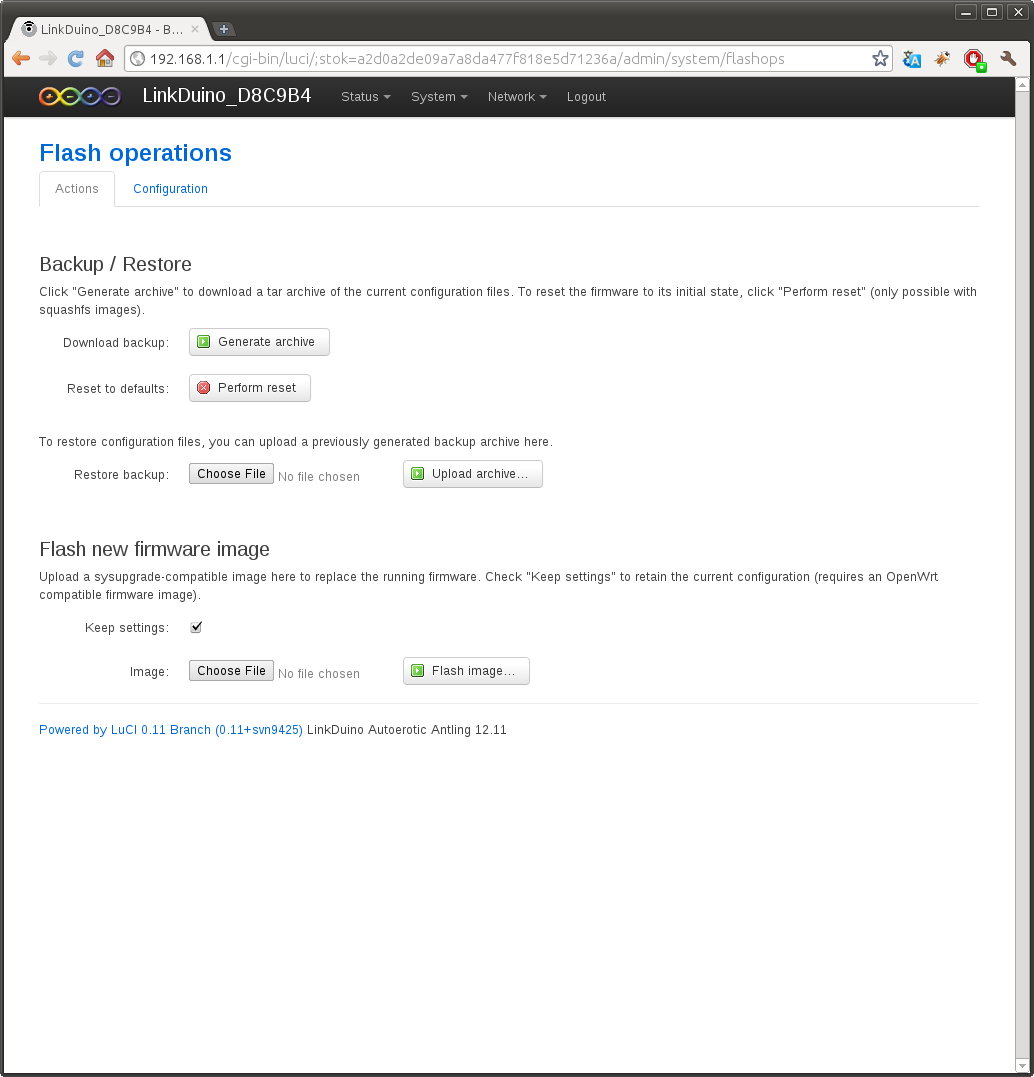 LinkDuino_D8C9B4 - B...
192.168.1.1/cgi-bin/luci/;stok=a2d0a2de09a7a8da477f818e5d71236a/admin/system/flashops
LinkDuino_D8C9B4 Status System Network Logout
Flash operations
Actions Configuration
Backup / Restore
Click "Generate archive" to download a tar archive of the current configuration files. To reset the firmware to its initial state, click "Perform reset" (only possible with
squashfs images).
Download backup: Generate archive
Reset to defaults: Perform reset
To restore configuration files, you can upload a previously generated backup archive here.
Restore backup: Choose File No file chosen Upload archive...
Flash new firmware image
Upload a sysupgrade-compatible image here to replace the running firmware. Check "Keep settings" to retain the current configuration (requires an OpenWrt
compatible firmware image).
Keep settings:
Image: Choose File No file chosen Flash image...
Powered by LuCI 0.11 Branch (0.11+svn9425) LinkDuino Autoerotic Antling 12.11